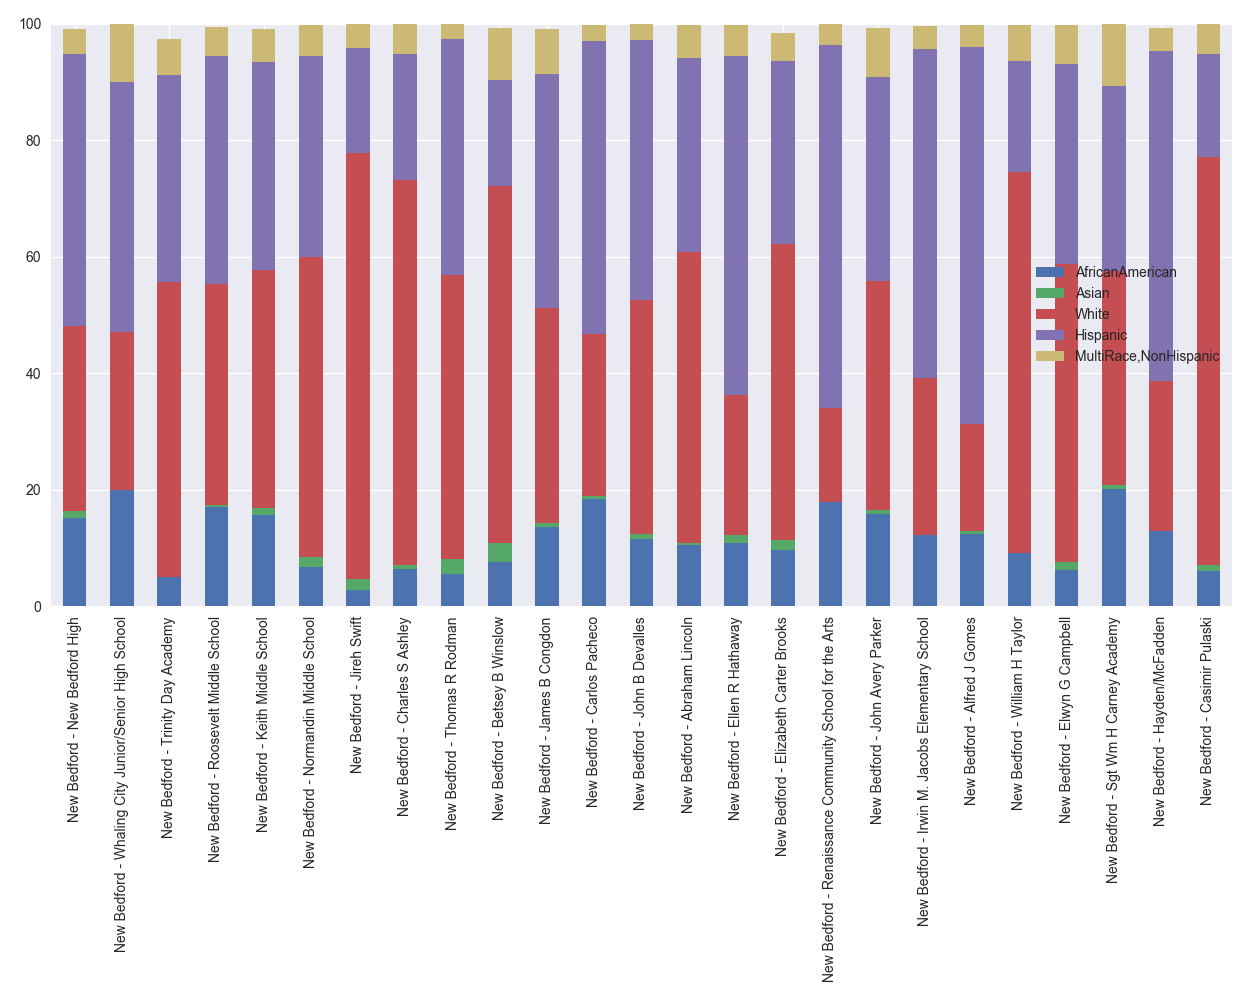 100
80
60
40
20
0
AfricanAmerican
Asian
White
Hispanic
MultiRace,NonHispanic
New Bedford - New Bedford High
New Bedford - Whaling City Junior/Senior High School
New Bedford - Trinity Day Academy
New Bedford - Roosevelt Middle School
New Bedford - Keith Middle School
New Bedford - Normandin Middle School
New Bedford - Jireh Swift
New Bedford - Charles S Ashley
New Bedford - Thomas R Rodman
New Bedford - Betsey B Winslow
New Bedford - James B Congdon
New Bedford - Carlos Pacheco
New Bedford - John B Devalles
New Bedford - Abraham Lincoln
New Bedford - Ellen R Hathaway
New Bedford - Elizabeth Carter Brooks
New Bedford - Renaissance Community School for the Arts
New Bedford - John Avery Parker
New Bedford - Irwin M. Jacobs Elementary School
New Bedford - Alfred J Gomes
New Bedford - William H Taylor
New Bedford - Elwyn G Campbell
New Bedford - Sgt Wm H Carney Academy
New Bedford - Hayden/McFadden
New Bedford - Casimir Pulaski